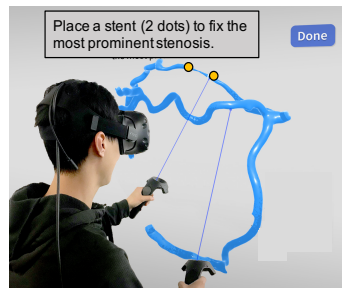 Place a stent (2 dots) to fix the
most prominent stenosis.
Done